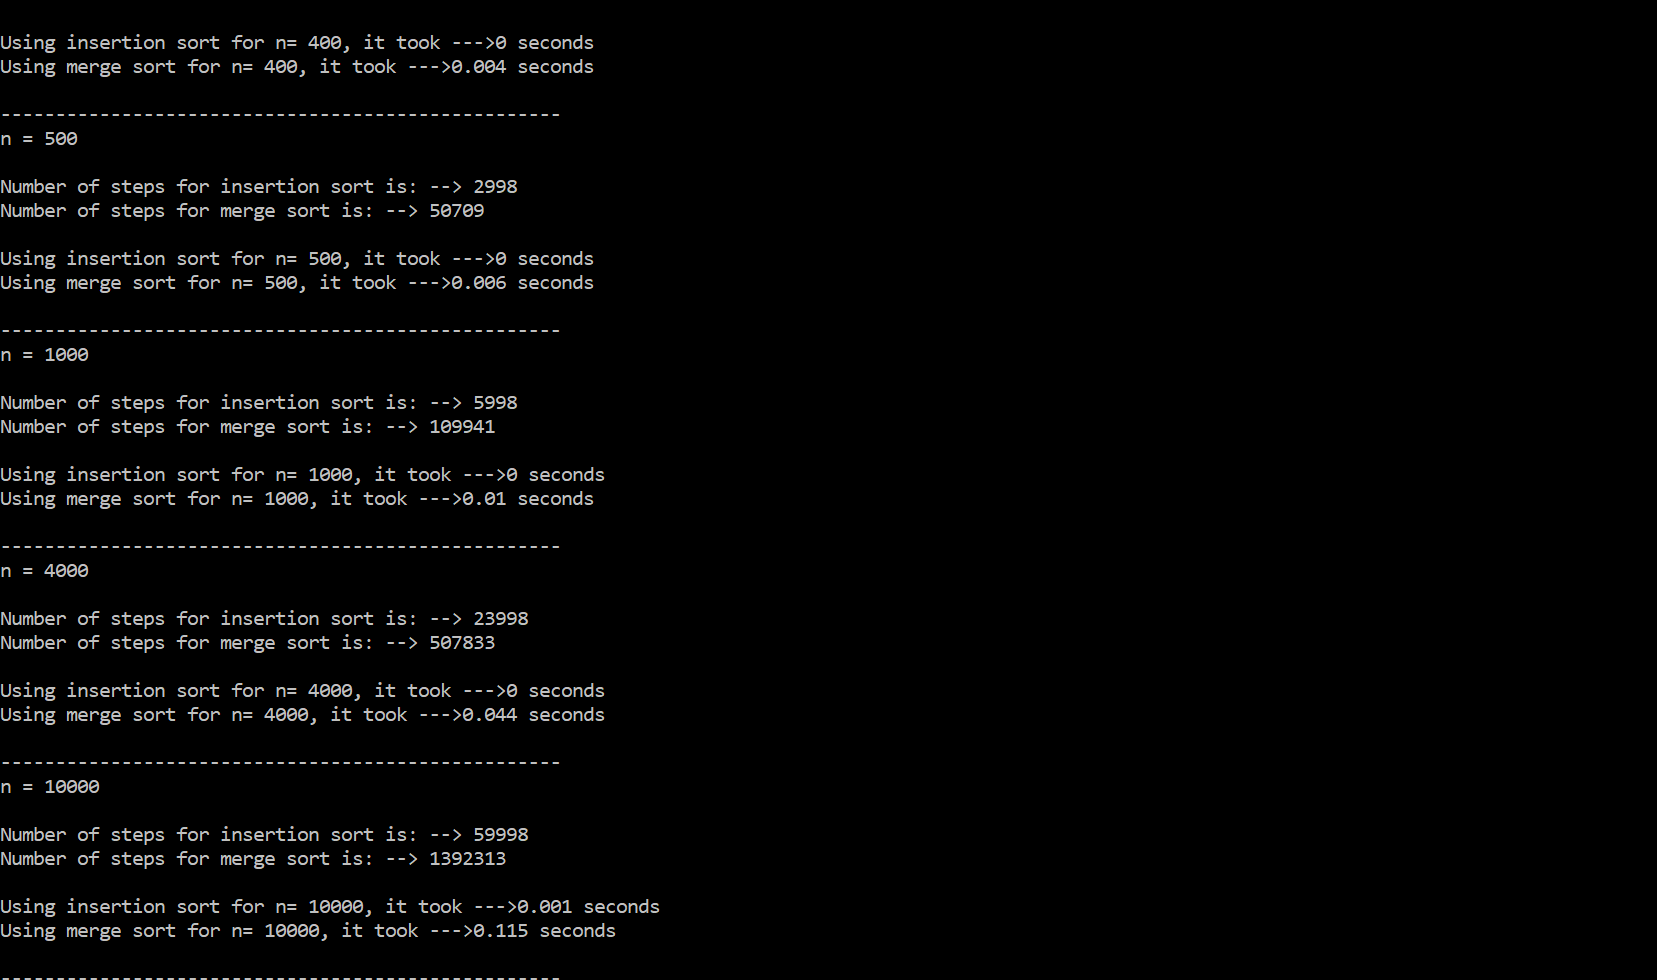 Using insertion sort for n= 400, it took --->0 seconds
Using merge sort for n= 400, it took --->0.004 seconds
---------------------------------------------------
n = 500
Number of steps for insertion sort is: --> 2998
Number of steps for merge sort is: --> 50709
Using insertion sort for n= 500, it took --->0 seconds
Using merge sort for n= 500, it took --->0.006 seconds
---------------------------------------------------
n = 1000
Number of steps for insertion sort is: --> 5998
Number of steps for merge sort is: --> 109941
Using insertion sort for n= 1000, it took --->0 seconds
Using merge sort for n= 1000, it took --->0.01 seconds
---------------------------------------------------
n = 4000
Number of steps for insertion sort is: --> 23998
Number of steps for merge sort is: --> 507833
Using insertion sort for n= 4000, it took --->0 seconds
Using merge sort for n= 4000, it took --->0.044 seconds
---------------------------------------------------
n = 10000
Number of steps for insertion sort is: --> 59998
Number of steps for merge sort is: --> 1392313
Using insertion sort for n= 10000, it took --->0.001 seconds
Using merge sort for n= 10000, it took --->0.115 seconds
---------------------------------------------------